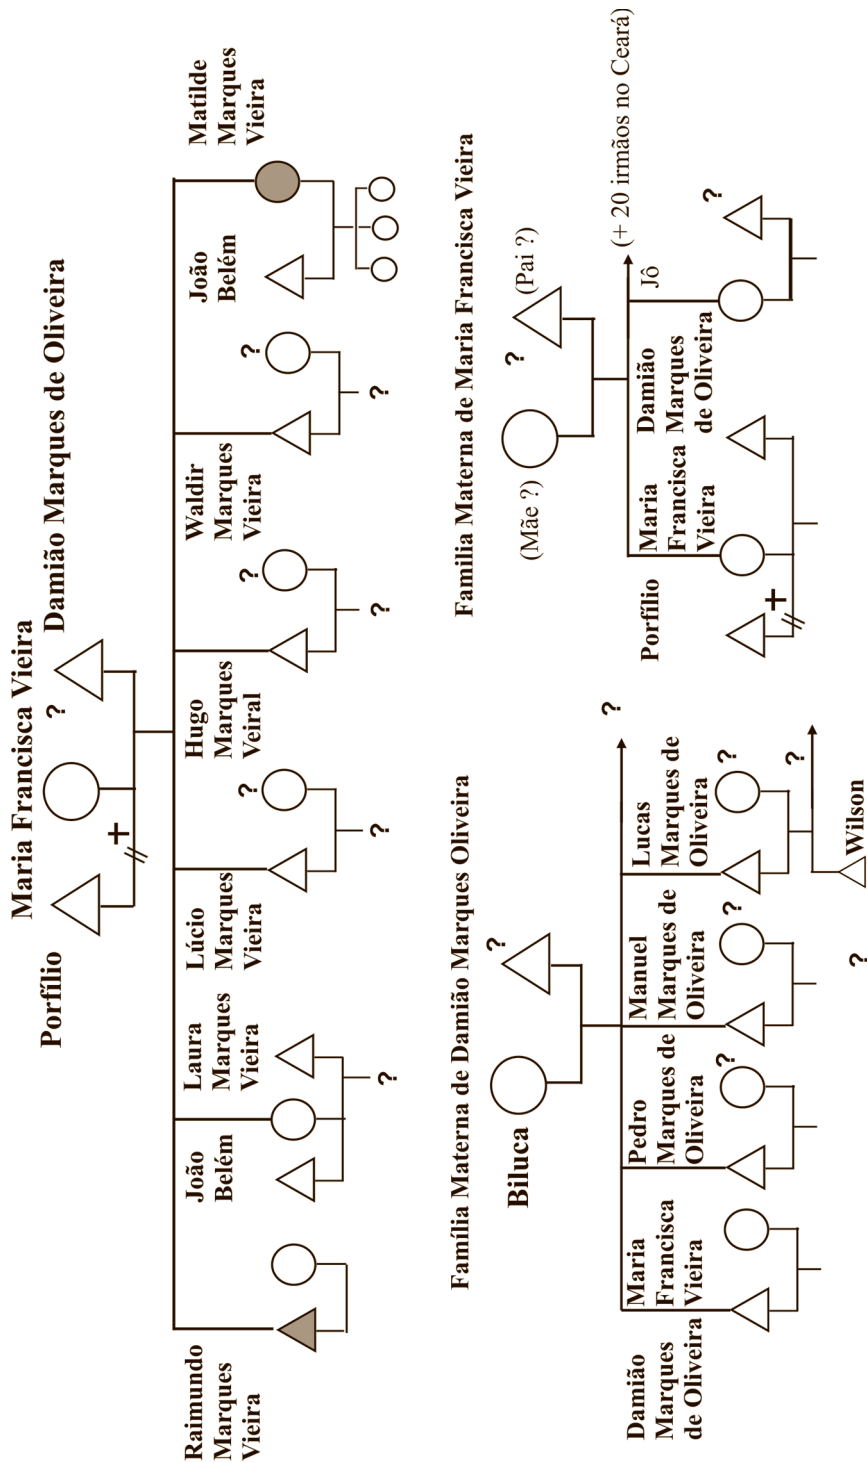 Maria Francisca Vieira
Porfílio
?
Damião Marques de Oliveira
+
Raimundo
Marques
Vieira
João
Belém
Laura
Marques
Vieira
?
Lúcio
Marques
Vieira
?
?
Hugo
Marques
Veiral
?
?
Waldir
Marques
Vieira
?
?
João
Belém
Matilde
Marques
Vieira
Família Materna de Damião Marques Oliveira
Biluca
?
Damião
Marques
de Oliveira
Maria
Francisca
Vieira
Pedro
Marques de
Oliveira
?
Manuel
Marques de
Oliveira
?
Lucas
Marques de
Oliveira
?
?
?
Wilson
?
Familia Materna de Maria Francisca Vieira
(Mãe ?)
?
(Pai ?)
Porfílio
+
Maria
Francisca
Vieira
Damião
Marques
de Oliveira
Jô
(+ 20 irmãos no Ceará)
?